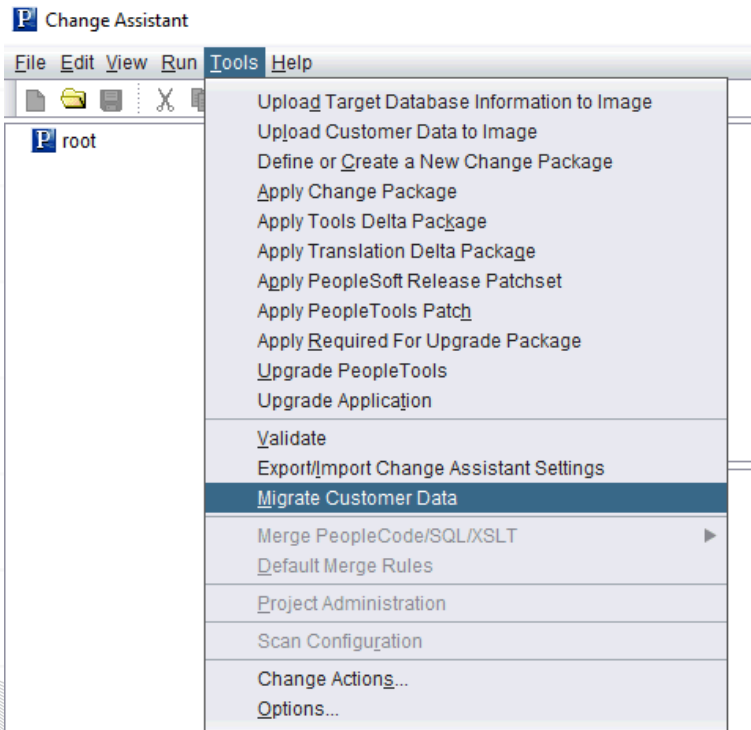 P Change Assistant
File Edit View Run Tools Help
P root
Upload Target Database Information to Image
Upload Customer Data to Image
Define or Create a New Change Package
Apply Change Package
Apply Tools Delta Package
Apply Translation Delta Package
Apply PeopleSoft Release Patchset
Apply PeopleTools Patch
Apply Required For Upgrade Package
Upgrade PeopleTools
Upgrade Application
Validate
Export/Import Change Assistant Settings
Migrate Customer Data
Merge PeopleCode/SQL/XSLT
Default Merge Rules
Project Administration
Scan Configuration
Change Actions...
Options...